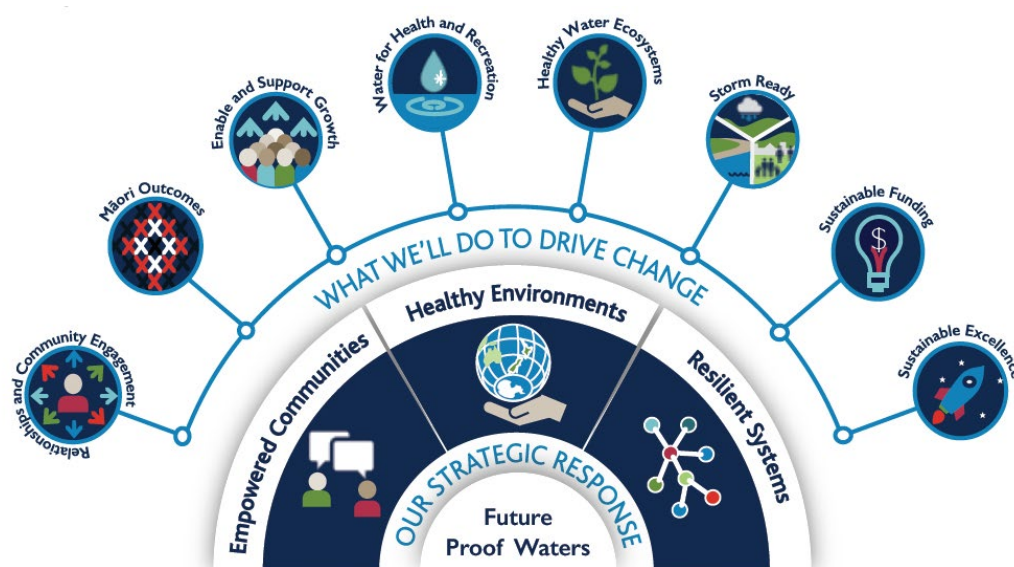 Relationships and Community Engagement
Māori Outcomes
Enable and Support Growth
Water for Health and Recreation
Healthy Water Ecosystems
Storm Ready
Sustainable Funding
$
Sustainable Excellence
WHAT WE'LL DO TO DRIVE CHANGE
Empowered Communities
Healthy Environments
Resilient Systems
OUR STRATEGIC RESPONSE
Future
Proof Waters